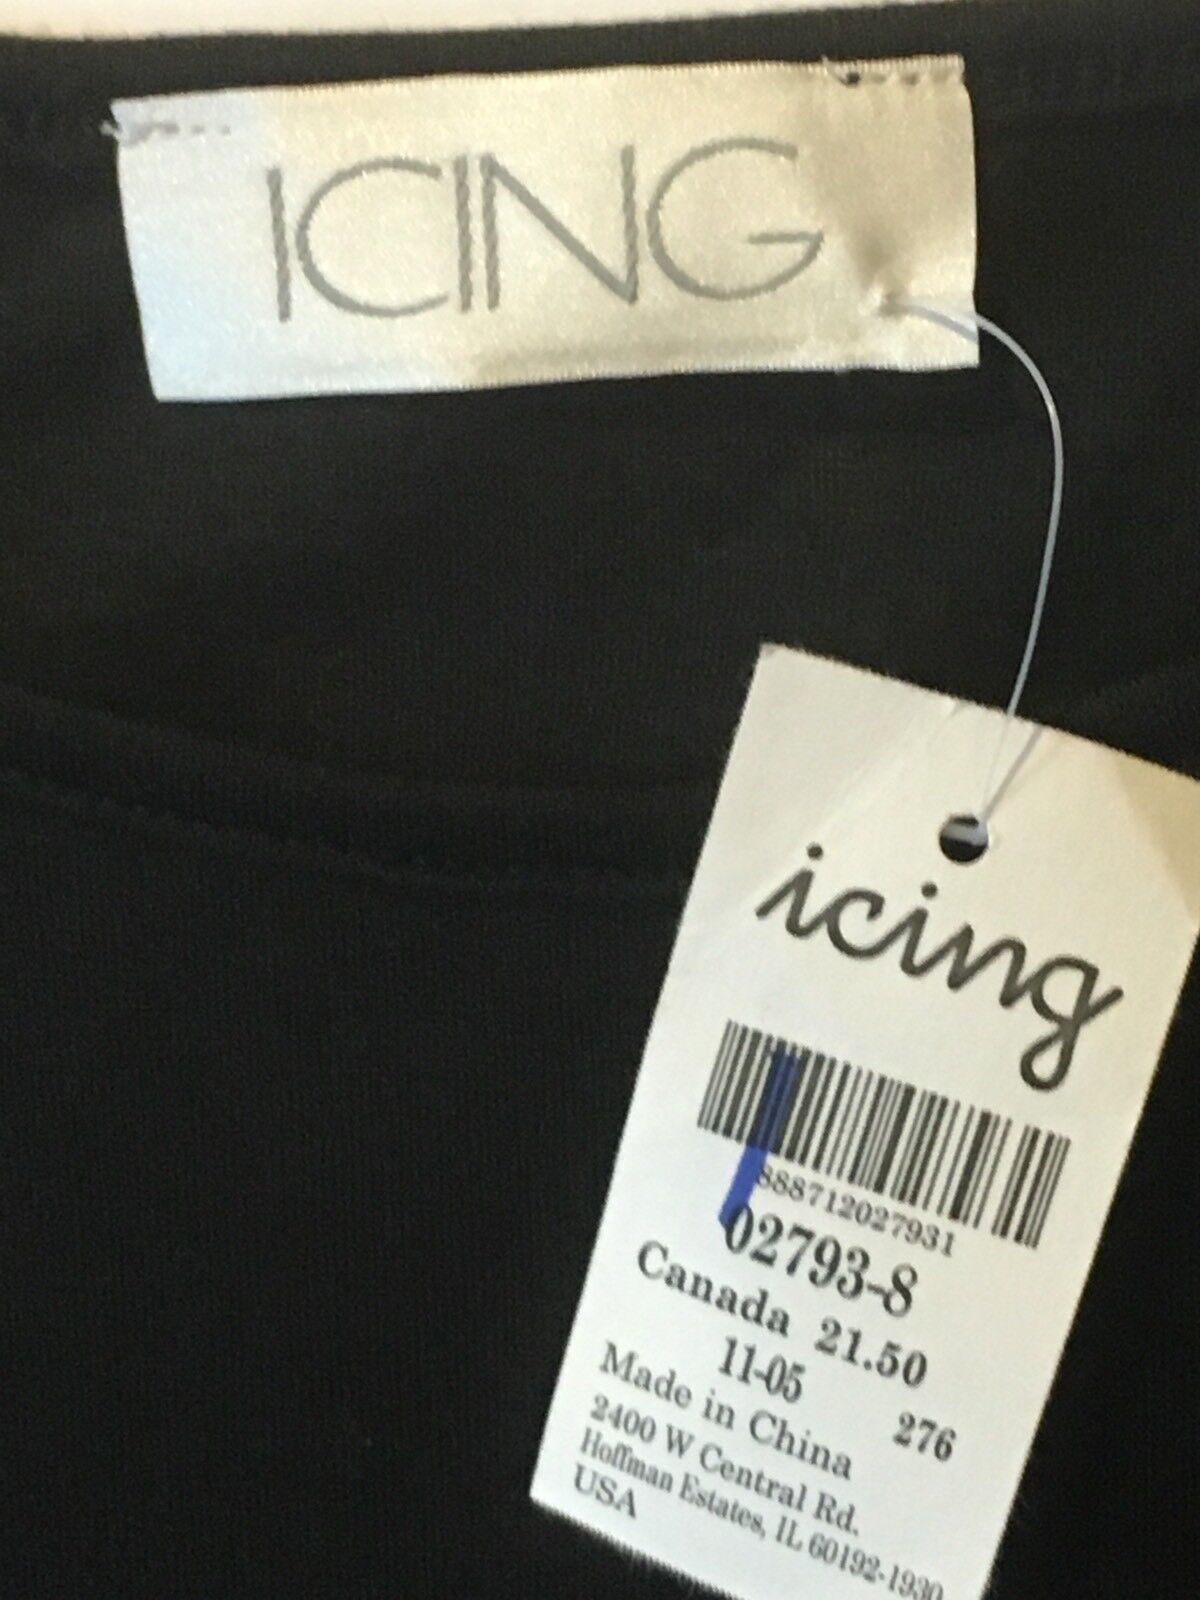 ICING
icing
888712027931
02793-8
Canada 21.50
11-05 276
Made in China
2400 W Central Rd.
Hoffman Estates, IL 60192-1930
USA